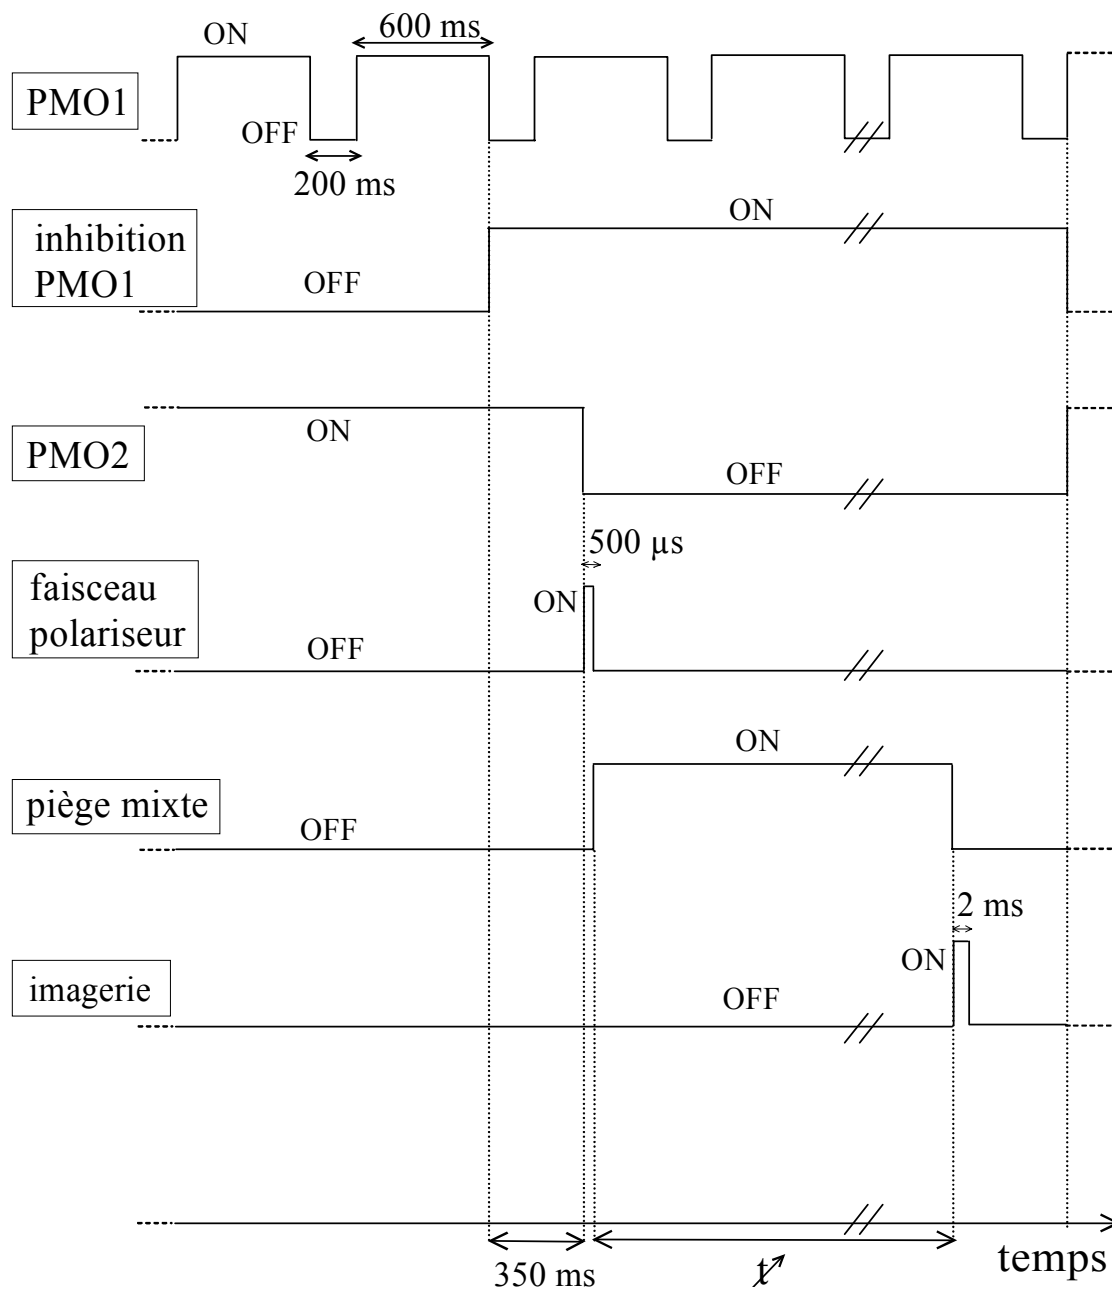 ON
600 ms
PMO1
OFF
200 ms
inhibition
PMO1
ON
OFF
PMO2
ON
OFF
500 µs
faisceau
polariseur
ON
OFF
ON
piège mixte
OFF
2 ms
imagerie
ON
OFF
350 ms
t
temps